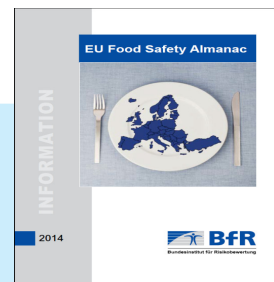 EU Food Safety Almanac
INFORMATION
2014
BfR
Bundesinstitut für Risikobewertung